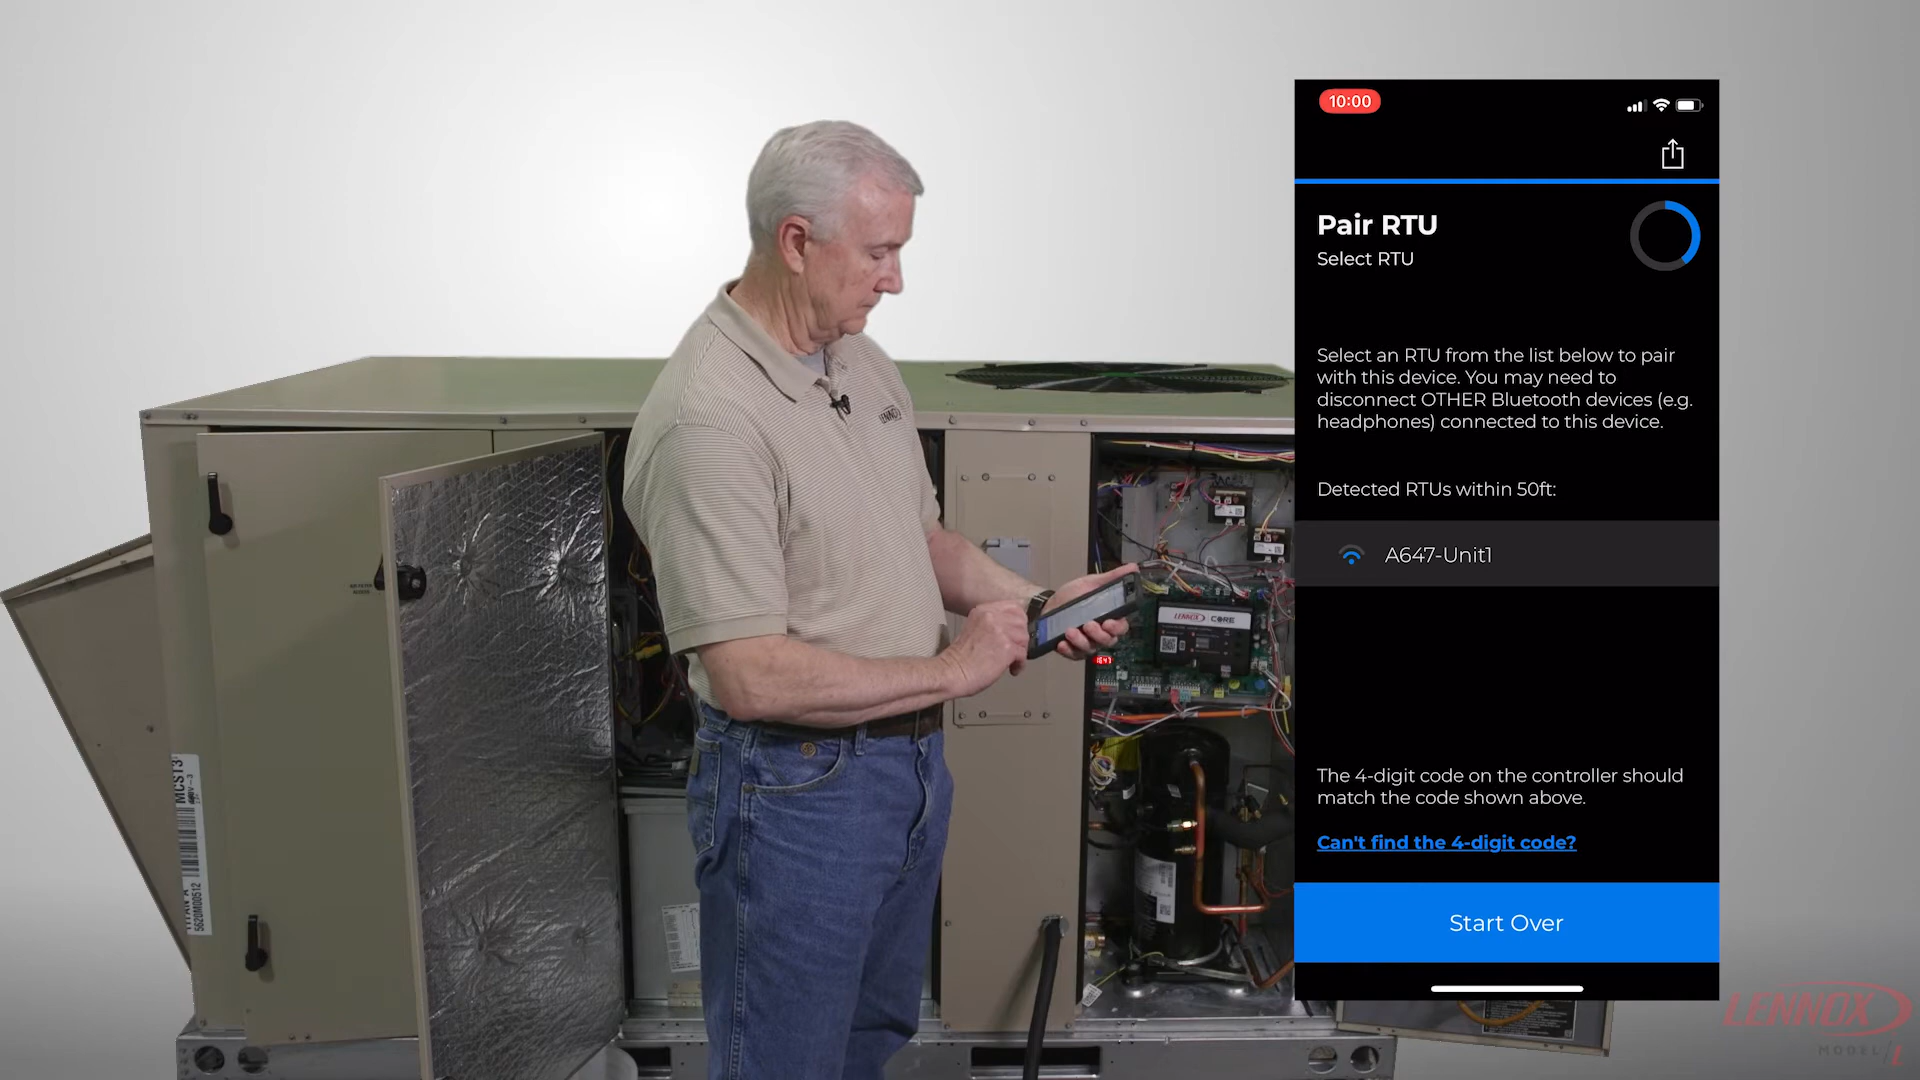 10:00
Pair RTU
Select RTU
Select an RTU from the list below to pair
with this device. You may need to
disconnect OTHER Bluetooth devices (e.g.
headphones) connected to this device.
Detected RTUs within 50ft:
A647-Unit1
The 4-digit code on the controller should
match the code shown above.
Can't find the 4-digit code?
Start Over
LENNOX
LENNOX CORE
MCST3
5620M00512
LENNOX
MODEL L